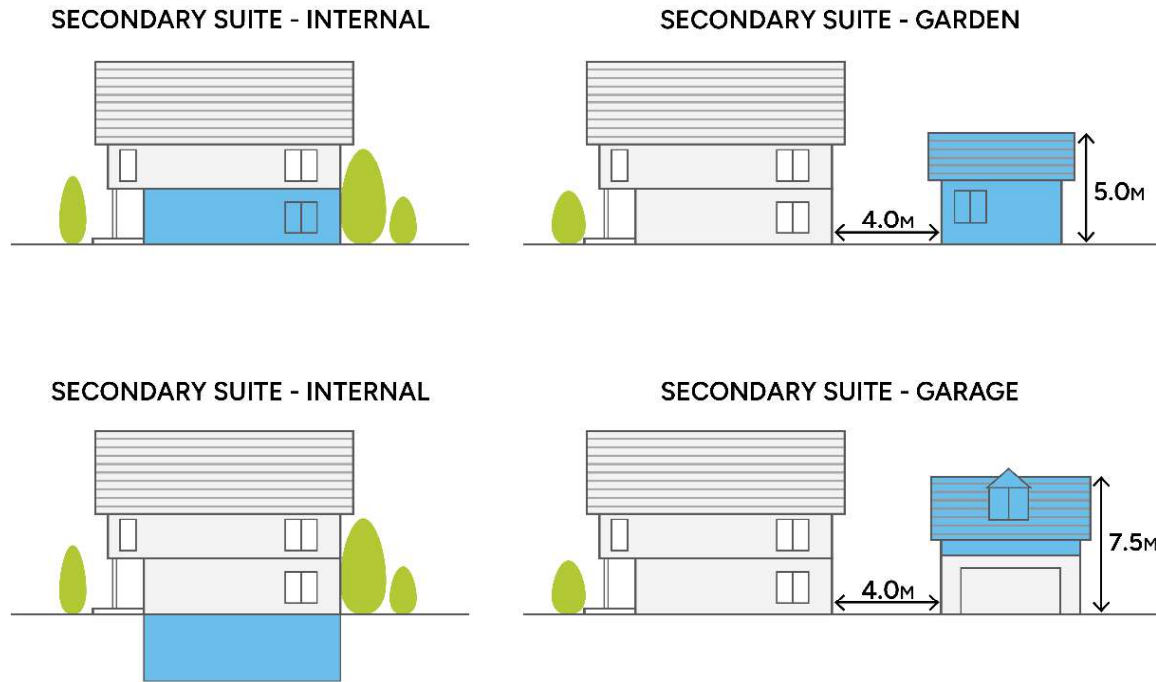 SECONDARY SUITE - INTERNAL
SECONDARY SUITE - GARDEN
4.0M
5.0M
SECONDARY SUITE - INTERNAL
SECONDARY SUITE - GARAGE
4.0M
7.5M